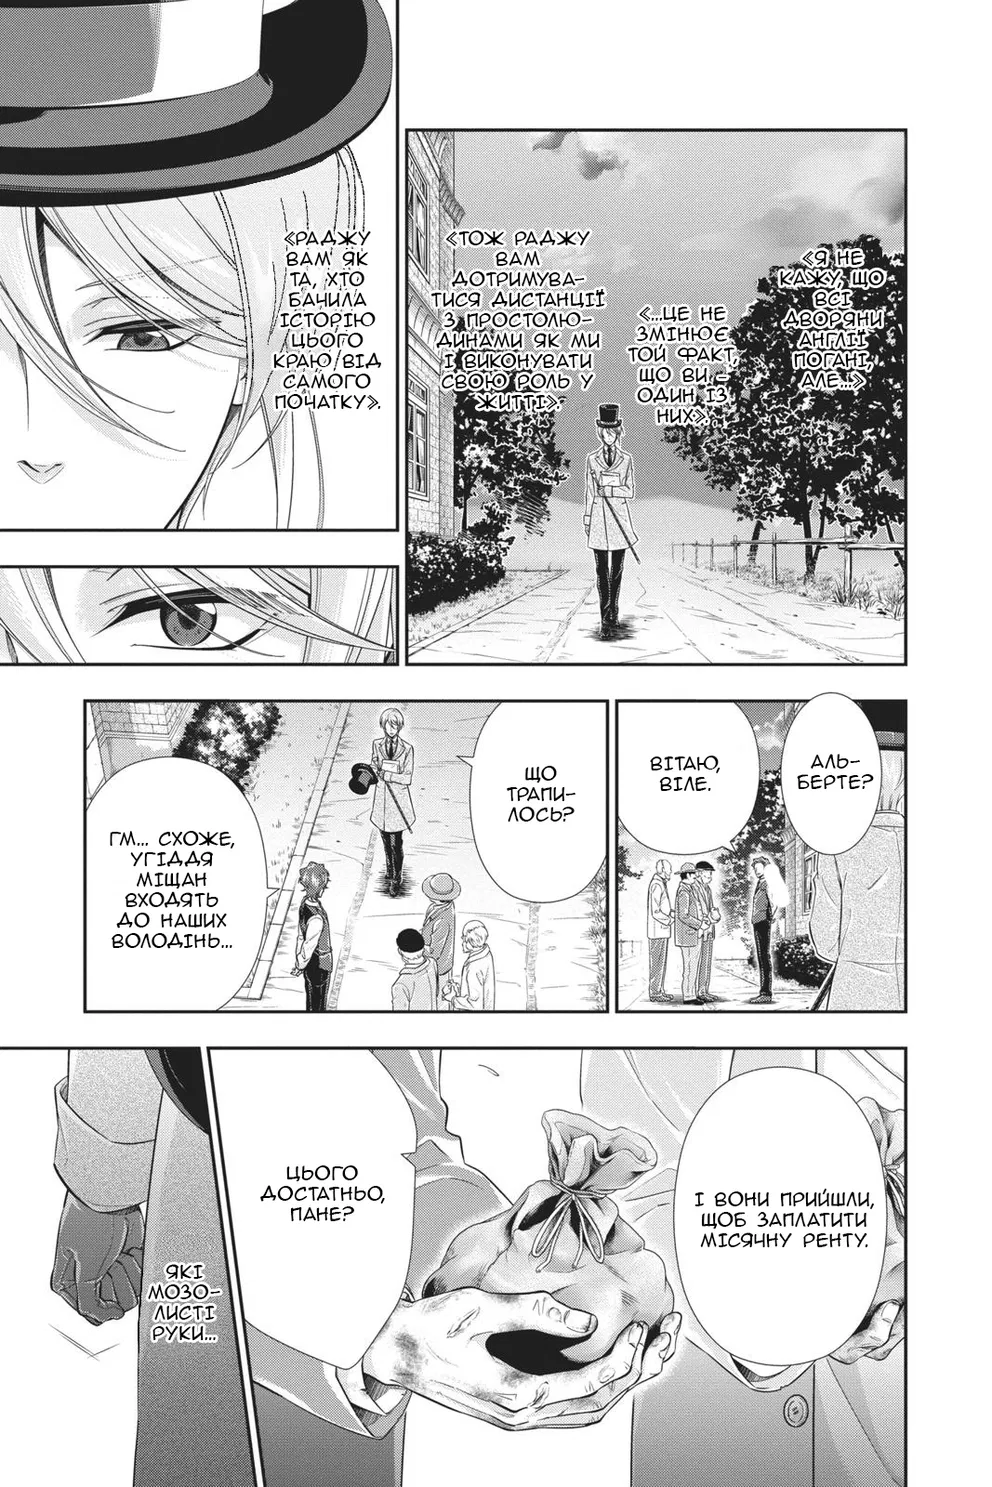 «Я НЕ
КАЖУ, ЩО
ВСІ
ДВОРЯНИ
АНГЛІЇ
ПОГАНІ,
АЛЕ...»
«...ЦЕ НЕ
ЗМІНЮЄ
ТОЙ ФАКТ,
ЩО ВИ -
ОДИН ІЗ
НИХ».
«ТОЖ РАДЖУ
ВАМ
ДОТРИМУВА-
ТИСЯ ДИСТАНЦІЇ
З ПРОСТОЛЮ-
ДИНАМИ ЯК МИ
І ВИКОНУВАТИ
СВОЮ РОЛЬ У
ЖИТТІ».
«РАДЖУ
ВАМ ЯК
ТА, ХТО
БАЧИЛА
ІСТОРІЮ
ЦЬОГО
КРАЮ ВІД
САМОГО
ПОЧАТКУ».
АЛЬ-
БЕРТЕ?
ВІТАЮ,
ВІЛЕ.
ЩО
ТРАПИ-
ЛОСЬ?
ГМ... СХОЖЕ,
УГІДДЯ
МІЩАН
ВХОДЯТЬ
ДО НАШИХ
ВОЛОДІНЬ...
І ВОНИ ПРИЙШЛИ,
ЩОБ ЗАПЛАТИТИ
МІСЯЧНУ РЕНТУ.
ЦЬОГО
ДОСТАТНЬО,
ПАНЕ?
ЯКІ
МОЗО-
ЛИСТІ
РУКИ...